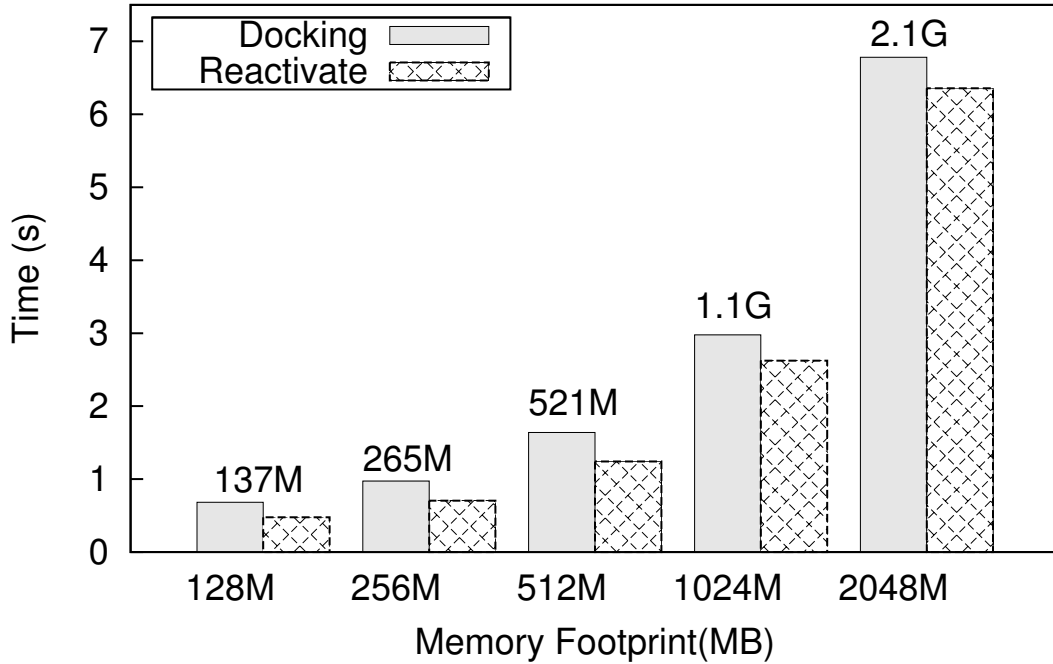 7
6
5
4
3
2
1
0
Time (s)
Docking
Reactivate
137M
265M
521M
1.1G
2.1G
128M 256M 512M 1024M 2048M
Memory Footprint(MB)